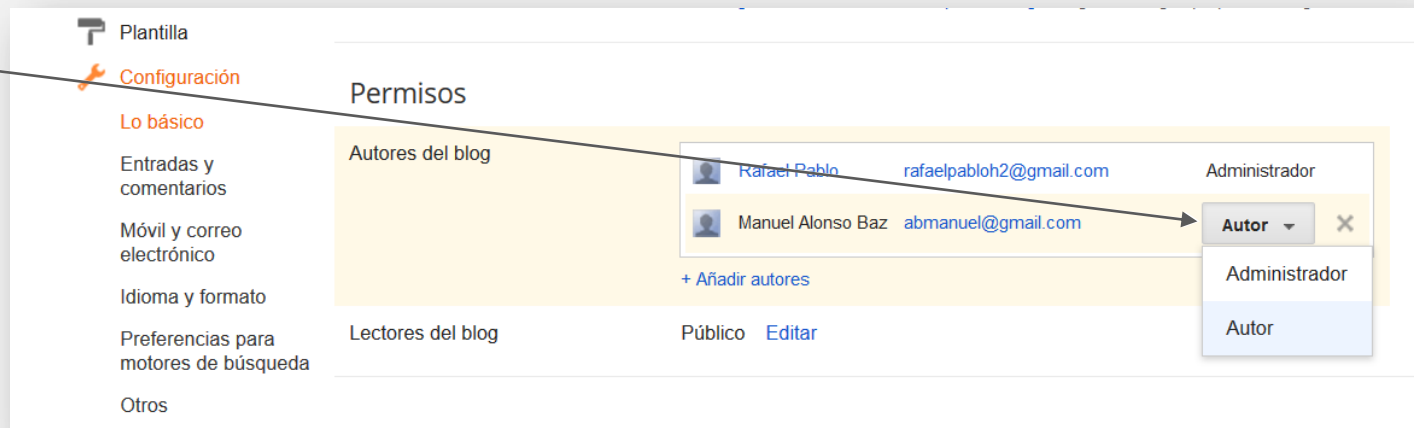 Plantilla
Configuración
Lo básico
Entradas y
comentarios
Móvil y correo
electrónico
Idioma y formato
Preferencias para
motores de búsqueda
Otros
Permisos
Autores del blog
Rafael Pablo rafaelpabloh2@gmail.com Administrador
Manuel Alonso Baz abmanuel@gmail.com Autor
+ Añadir autores
Administrador
Autor
Lectores del blog Público Editar